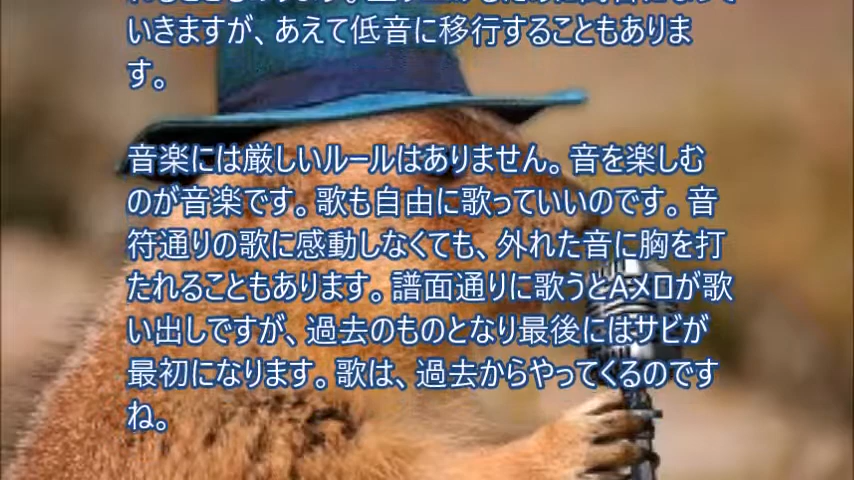 いきますが、あえて低音に移行することもありま
す。
音楽には厳しいルールはありません。音を楽しむ
のが音楽です。歌も自由に歌っていいのです。音
符通りの歌に感動しなくても、外れた音に胸を打
たれることもあります。譜面通りに歌うとAメロが歌
い出しですが、過去のものとなり最後にはサビが
最初になります。歌は、過去からやってくるのです
ね。